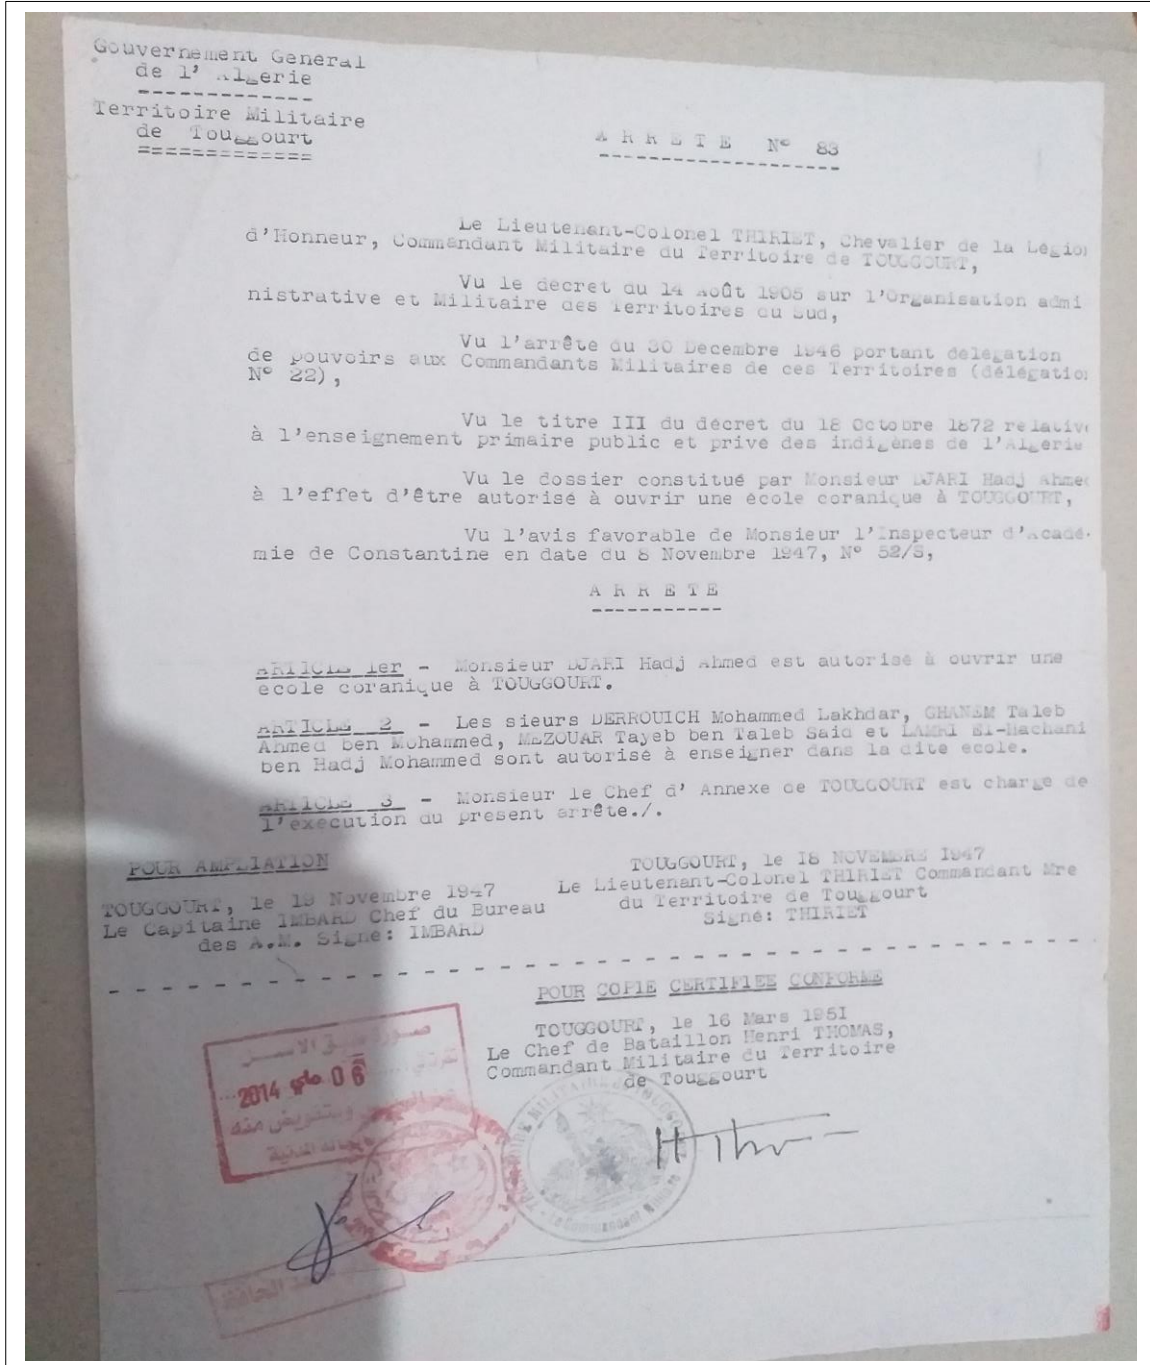 Gouvernement General
de l' Algerie
Territoire Militaire
de Touggourt
A R R E T E N° 83
Le Lieutenant-Colonel THIRIET, Chevalier de la Légion
d'Honneur, Commandant Militaire du Territoire de TOUGGOURT,
Vu le décret du 14 Août 1905 sur l'Organisation admi
nistrative et Militaire des Territoires du Sud,
Vu l'arrête du 30 Decembre 1946 portant délégation
de pouvoirs aux Commandants Militaires de ces Territoires (délégation
N° 22),
Vu le titre III du décret du 18 Octobre 1872 relative
à l'enseignement primaire public et privé des indigènes de l'Algerie
Vu le dossier constitué par Monsieur DJARI Hadj Ahmed
à l'effet d'être autorisé à ouvrir une école coranique à TOUGGOURT,
Vu l'avis favorable de Monsieur l'Inspecteur d'Acadé-
mie de Constantine en date du 8 Novembre 1947, N° 52/S,
A R R E T E
ARTICLE 1er - Monsieur DJARI Hadj Ahmed est autorisé à ouvrir une
école coranique à TOUGGOURT.
ARTICLE 2 - Les sieurs DERROUICH Mohammed Lakhdar, GHANEM Taleb
Ahmed ben Mohammed, MEZOUAR Tayeb ben Taleb Said et LAMRI El-Hachani
ben Hadj Mohammed sont autorisé à enseigner dans la dite école.
ARTICLE 3 - Monsieur le Chef d' Annexe de TOUGGOURT est charge de
l'execution du present arrête./.
POUR AMPLIATION
TOUGGOURT, le 19 Novembre 1947
Le Capitaine IMBARD Chef du Bureau
des A.M. Signé: IMBARD
TOUGGOURT, le 18 NOVEMBRE 1947
Le Lieutenant-Colonel THIRIET Commandant Mre
du Territoire de Touggourt
Signé: THIRIET
POUR COPIE CERTIFIEE CONFORME
TOUGGOURT, le 16 Mars 1951
Le Chef de Bataillon Henri THOMAS,
Commandant Militaire du Territoire
de Touggourt
صورة طبق الأصل
06 ماي 2014
وبتفويض منه